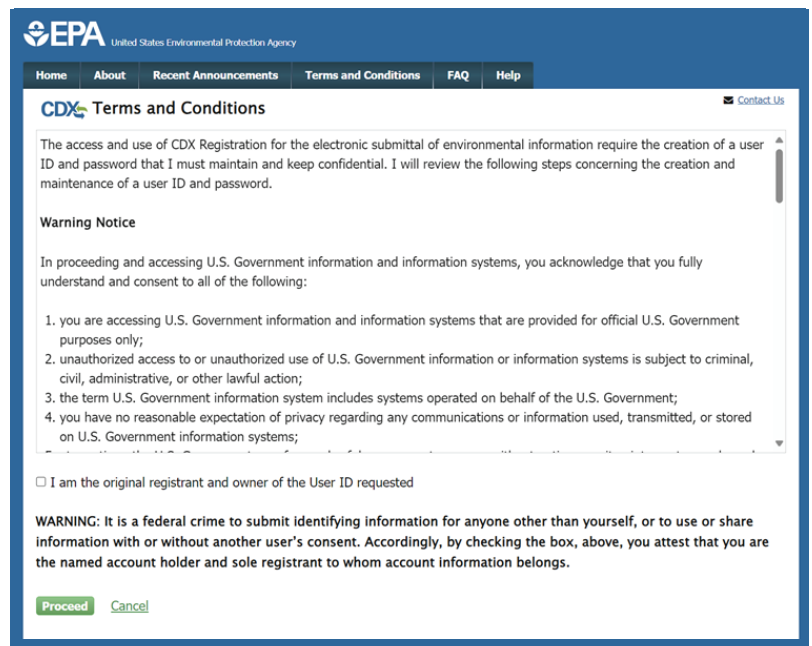 EPA United States Environmental Protection Agency
Home About Recent Announcements Terms and Conditions FAQ Help
CDX Terms and Conditions
Contact Us
The access and use of CDX Registration for the electronic submittal of environmental information require the creation of a user
ID and password that I must maintain and keep confidential. I will review the following steps concerning the creation and
maintenance of a user ID and password.
Warning Notice
In proceeding and accessing U.S. Government information and information systems, you acknowledge that you fully
understand and consent to all of the following:
1. you are accessing U.S. Government information and information systems that are provided for official U.S. Government
purposes only;
2. unauthorized access to or unauthorized use of U.S. Government information or information systems is subject to criminal,
civil, administrative, or other lawful action;
3. the term U.S. Government information system includes systems operated on behalf of the U.S. Government;
4. you have no reasonable expectation of privacy regarding any communications or information used, transmitted, or stored
on U.S. Government information systems;
I am the original registrant and owner of the User ID requested
WARNING: It is a federal crime to submit identifying information for anyone other than yourself, or to use or share
information with or without another user's consent. Accordingly, by checking the box, above, you attest that you are
the named account holder and sole registrant to whom account information belongs.
Proceed Cancel